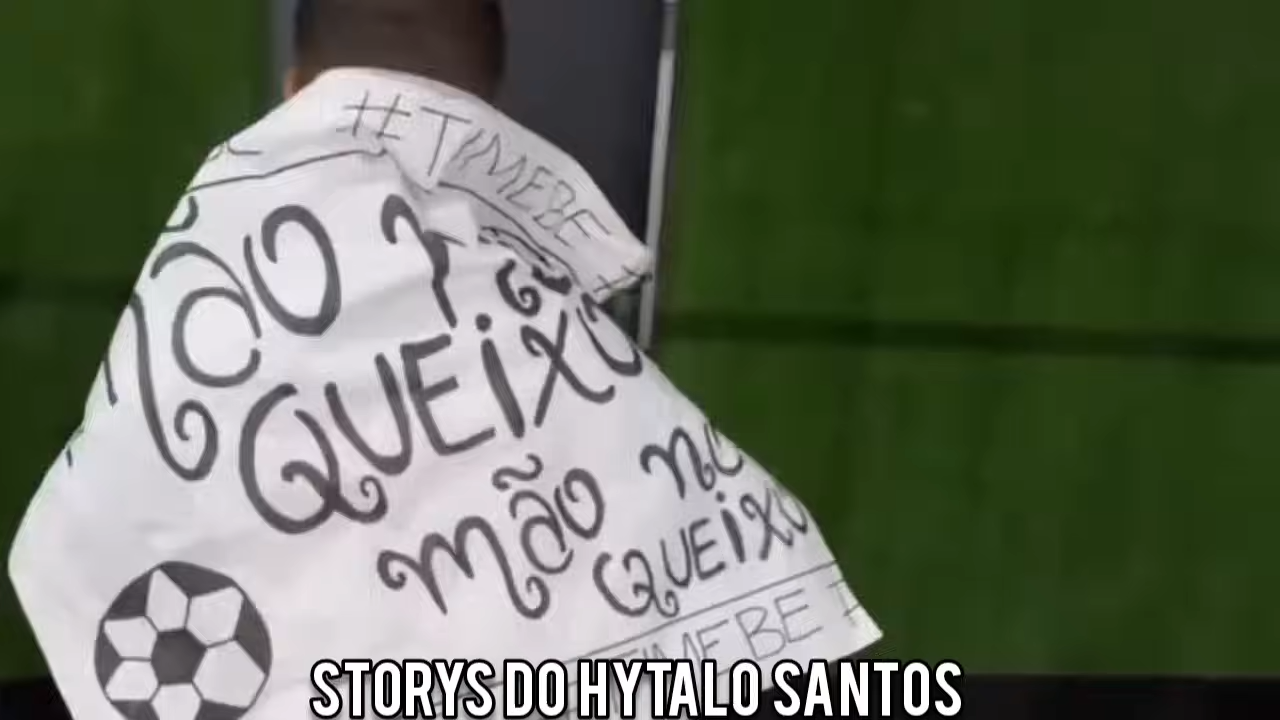 #TIMEBE
MÃO
QUEIXO
MÃO NO
QUEIXO
TIMEBE
STORYS DO HYTALO SANTOS